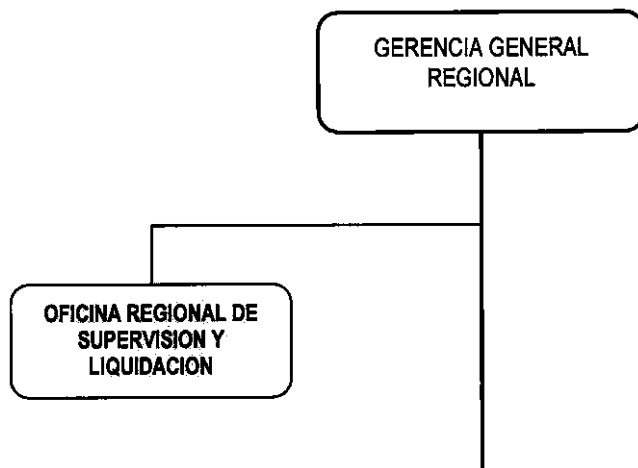 GERENCIA GENERAL
REGIONAL
OFICINA REGIONAL DE
SUPERVISION Y
LIQUIDACION